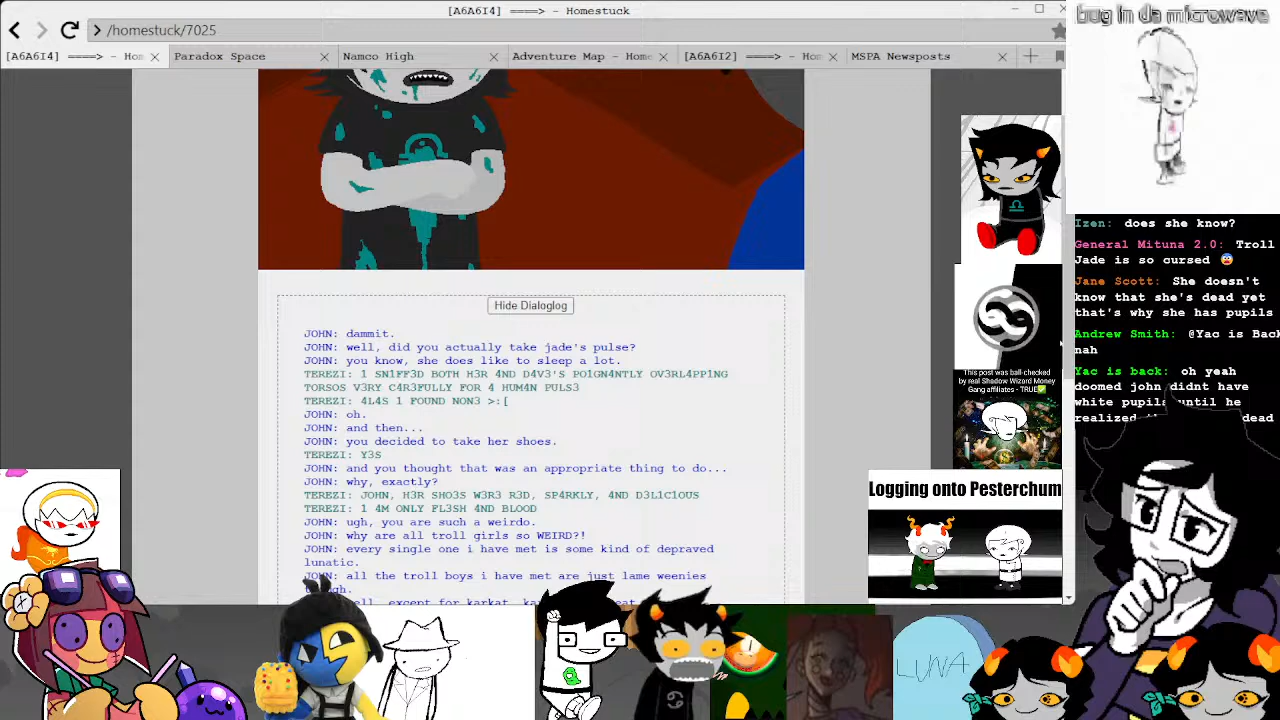 [A6A6I4] ====> - Homestuck
bug in da microwave
/homestuck/7025
[A6A6I4] ====> - Hom
Paradox Space
Namco High
Adventure Map - Home
[A6A6I2] ====> - Hom
MSPA Newsposts
Hide Dialoglog
JOHN: dammit.
JOHN: well, did you actually take jade's pulse?
JOHN: you know, she does like to sleep a lot.
TEREZI: 1 SN1FF3D BOTH H3R 4ND D4V3'S PO1GN4NTLY OV3RL4PP1NG
TORSOS V3RY C4R3FULLY FOR 4 HUM4N PULS3
TEREZI: 4L4S 1 FOUND NON3 >:[
JOHN: oh.
JOHN: and then...
JOHN: you decided to take her shoes.
TEREZI: Y3S
JOHN: and you thought that was an appropriate thing to do...
JOHN: why, exactly?
TEREZI: JOHN, H3R SHO3S W3R3 R3D, SP4RKLY, 4ND D3L1C1OUS
TEREZI: 1 4M ONLY FL3SH 4ND BLOOD
JOHN: ugh, you are such a weirdo.
JOHN: why are all troll girls so WEIRD?!
JOHN: every single one i have met is some kind of depraved
lunatic.
JOHN: all the troll boys i have met are just lame weenies
except for karkat.
Izen: does she know?
General Mituna 2.0: Troll
Jade is so cursed 😨
Jane Scott: She doesn't
know that she's dead yet
that's why she has pupils
Andrew Smith: @Yac is Back
nah
Yac is back: oh yeah
doomed john didnt have
white pupils until he
realized dead
This post was ball-checked
by real Shadow Wizard Money
Gang affiliates - TRUE✅
Logging onto Pesterchum
LUNA